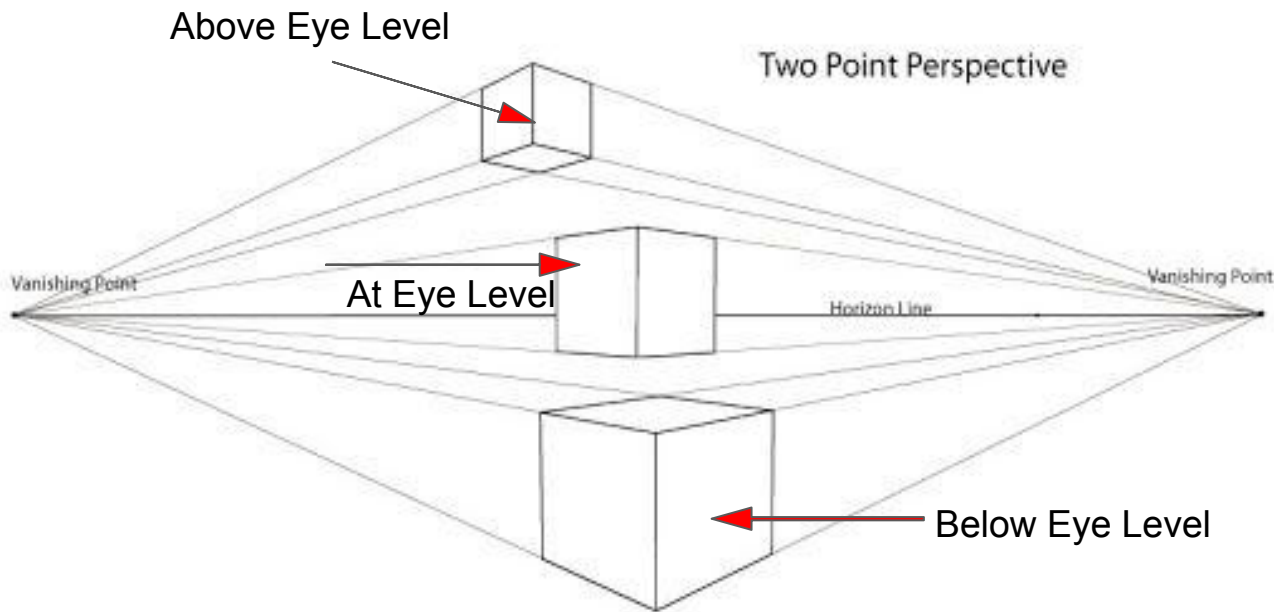 Above Eye Level
Two Point Perspective
Vanishing Point
Vanishing Point
At Eye Level
Horizon Line
Below Eye Level